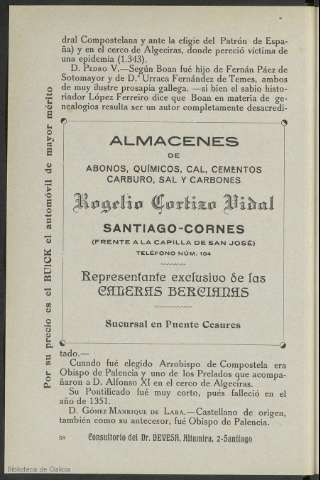 dral Compostelana y ante la eligie del Patrón de Espa-
ña) y en el cerco de Algeciras, donde pereció víctima de
una epidemia (1.343).
D. PEDRO V.—Según Boan fué hijo de Fernán Páez de
Sotomayor y de D.ª Urraca Fernández de Temes, ambos
de muy ilustre prosapia gallega. —si bien el sabio histo-
riador López Ferreiro dice que Boan en materia de ge-
nealogios resulta ser un autor completamente desacredi-
ALMACENES
DE
ABONOS, QUÍMICOS, CAL, CEMENTOS
CARBURO, SAL Y CARBONES
Rogelio Cortizo Vidal
SANTIAGO-CORNES
(FRENTE A LA CAPILLA DE SAN JOSÉ)
TELÉFONO NÚM. 104
Representante exclusivo de las
CALERAS BERCIANAS
Sucursal en Puente Cesures
tado.—
Cuando fué elegido Arzobispo de Compostela era
Obispo de Palencia y uno de los Prelados que acompa-
ñaron a D. Alfonso XI en el cerco de Algeciras.
Su Pontificado fué muy corto, pués falleció en el
año de 1351.
D. GÓMEZ MANRIQUE DE LARA.—Castellano de origen,
también como su antecesor, fué Obispo de Palencia.
Consultorio del Dr. DEVESA, Altamira, 2-Santiago
Por su precio es el BUICK el automóvil de mayor mérito
Biblioteca de Galicia